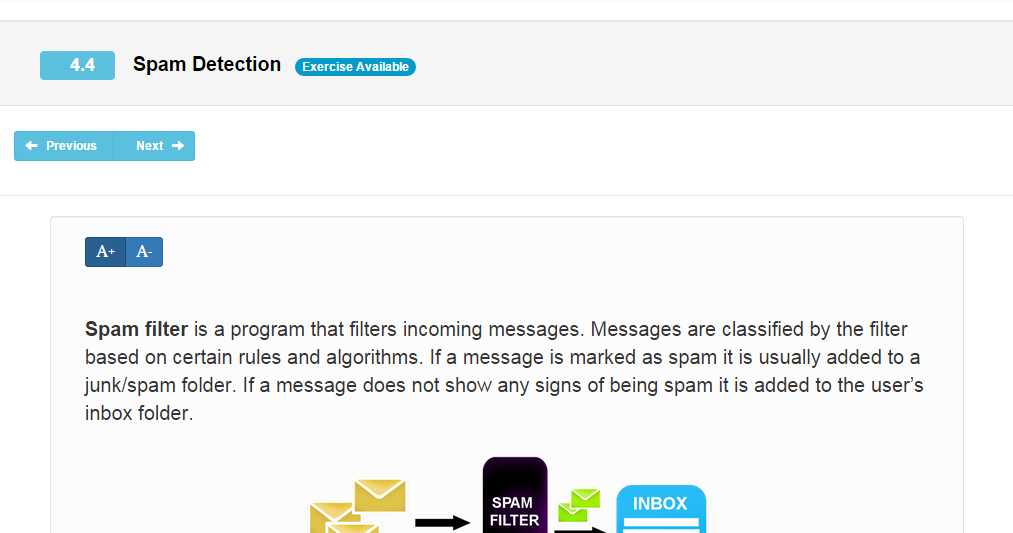 4.4 Spam Detection Exercise Available
Previous Next
A+ A-
Spam filter is a program that filters incoming messages. Messages are classified by the filter
based on certain rules and algorithms. If a message is marked as spam it is usually added to a
junk/spam folder. If a message does not show any signs of being spam it is added to the user’s
inbox folder.
SPAM
FILTER
INBOX